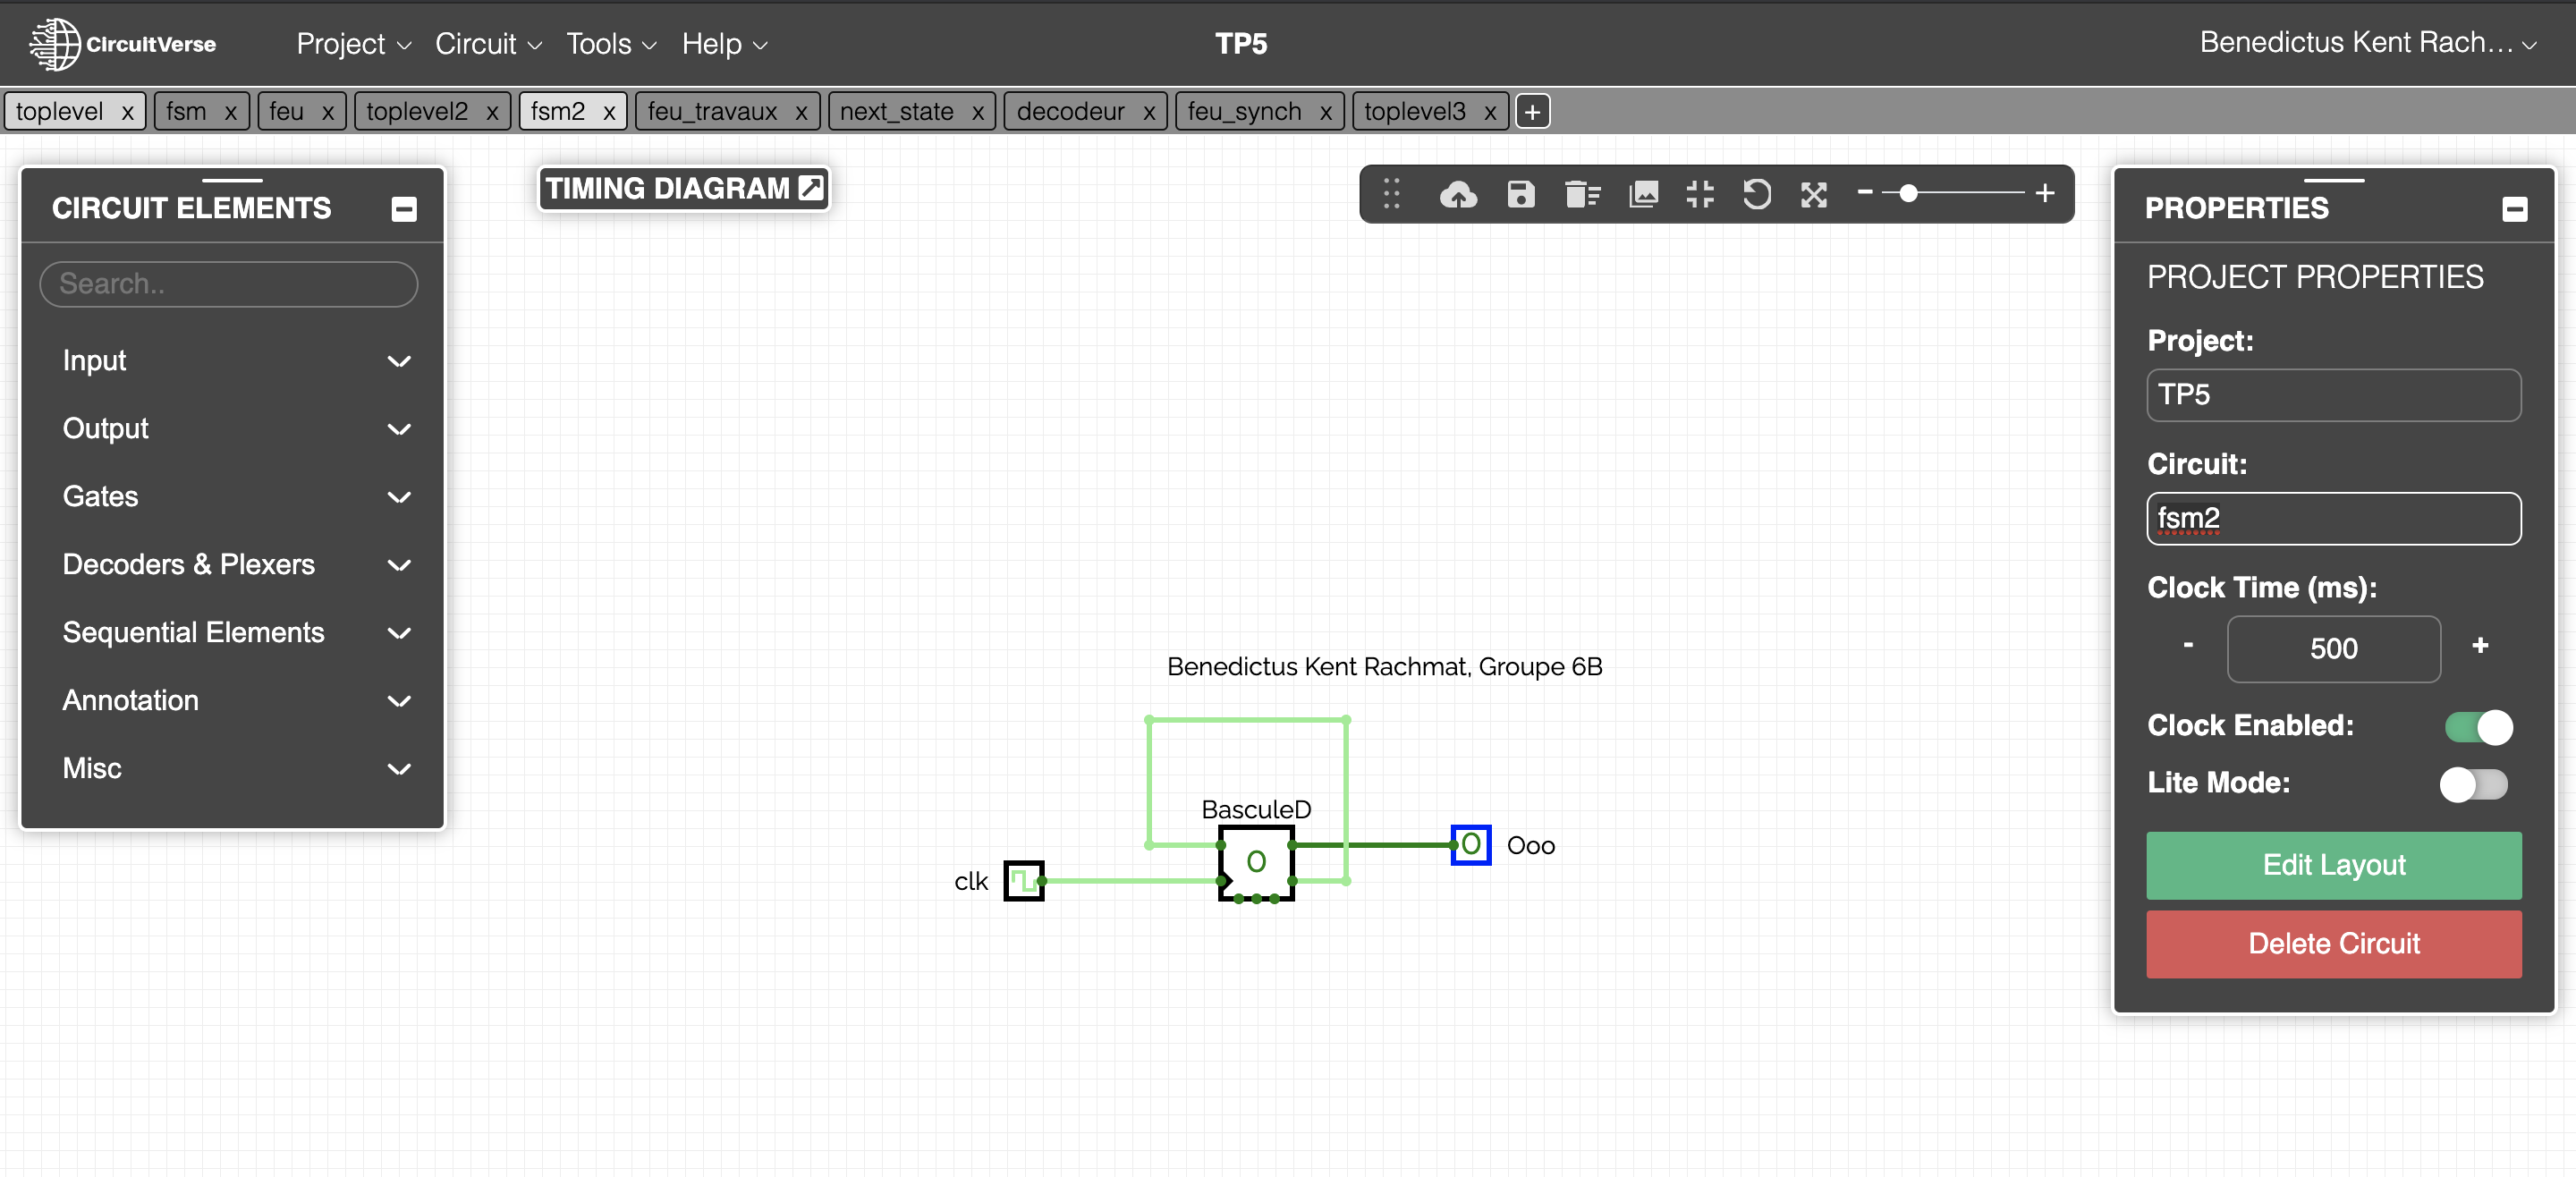 CircuitVerse
Project
Circuit
Tools
Help
TP5
Benedictus Kent Rach...
toplevel x
fsm x
feu x
toplevel2 x
fsm2 x
feu_travaux x
next_state x
decodeur x
feu_synch x
toplevel3 x
+
CIRCUIT ELEMENTS
Search..
Input
Output
Gates
Decoders & Plexers
Sequential Elements
Annotation
Misc
TIMING DIAGRAM
- +
PROPERTIES
PROJECT PROPERTIES
Project:
TP5
Circuit:
fsm2
Clock Time (ms):
- 500 +
Clock Enabled:
Lite Mode:
Edit Layout
Delete Circuit
Benedictus Kent Rachmat, Groupe 6B
BasculeD
clk
0
0
Ooo